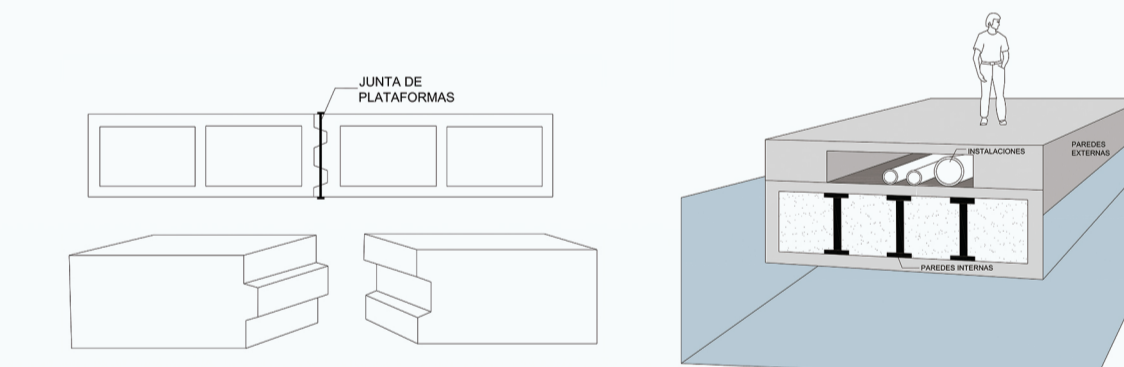 JUNTA DE
PLATAFORMAS
INSTALACIONES
PAREDES
EXTERNAS
PAREDES INTERNAS